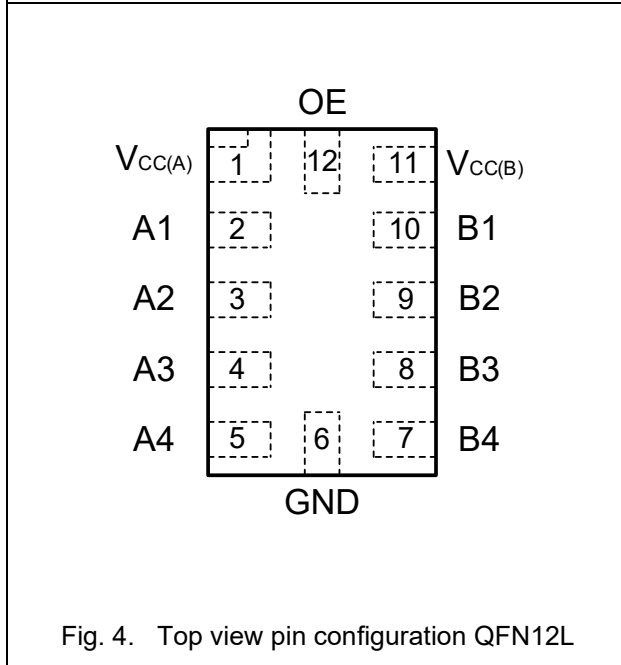 OE
VCC(A) 1 12 11 VCC(B)
A1 2 10 B1
A2 3 9 B2
A3 4 8 B3
A4 5 6 7 B4
GND
Fig. 4. Top view pin configuration QFN12L